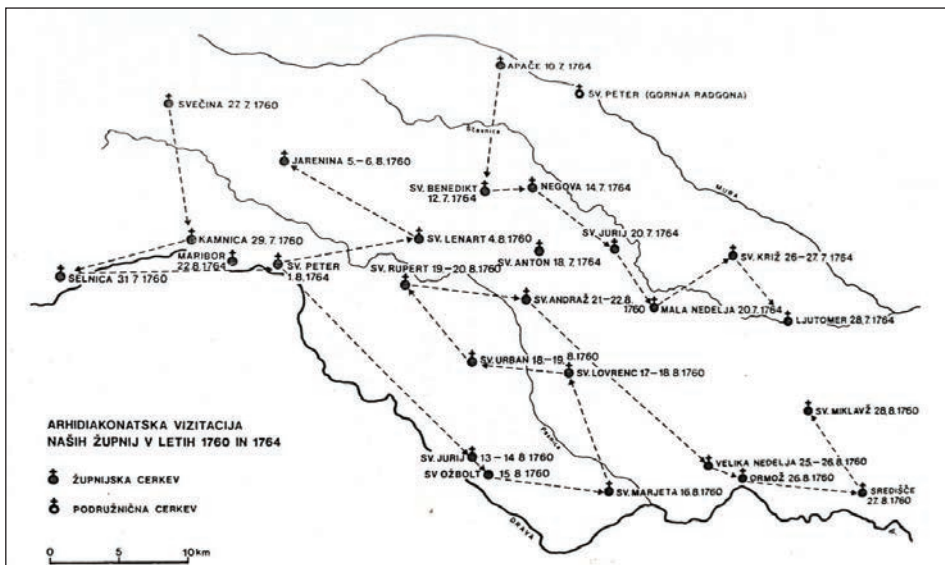 APAČE 10.7.1764
SV. PETER (GORNJA RADGONA)
SVEČINA 27.7.1760
Ščavnica
MURA
JARENINA 5.–6.8.1760
SV. BENEDIKT
12.7.1764
NEGOVA 14.7.1764
KAMNICA 29.7.1760
SV. LENART 4.8.1760
SV. JURIJ 20.7.1764
SV. ANTON 18.7.1764
SV. KRIŽ 26–27.7.1764
MARIBOR
22.8.1764
SELNICA 31.7.1760
SV. PETER
1.8.1760
SV. RUPERT 19–20.8.1760
SV. ANDRAŽ 21–22.8.
1760
MALA NEDELJA 20.7.1764
LJUTOMER 28.7.1764
SV. URBAN 18.–19.8.1760
SV. LOVRENC 17–18.8.1760
SV. MIKLAVŽ 28.8.1760
ARHIDIAKONATSKA VIZITACIJA
NAŠIH ŽUPNIJ V LETIH 1760 IN 1764
ŽUPNIJSKA CERKEV
PODRUŽNIČNA CERKEV
0 5 10km
Pesnica
SV. JURIJ 13–14.8.1760
SV OŽBOLT 15.8.1760
VELIKA NEDELJA 25.–26.8.1760
ORMOŽ 26.8.1760
SV. MARJETA 16.8.1760
SREDIŠČE
27.8.1760
DRAVA